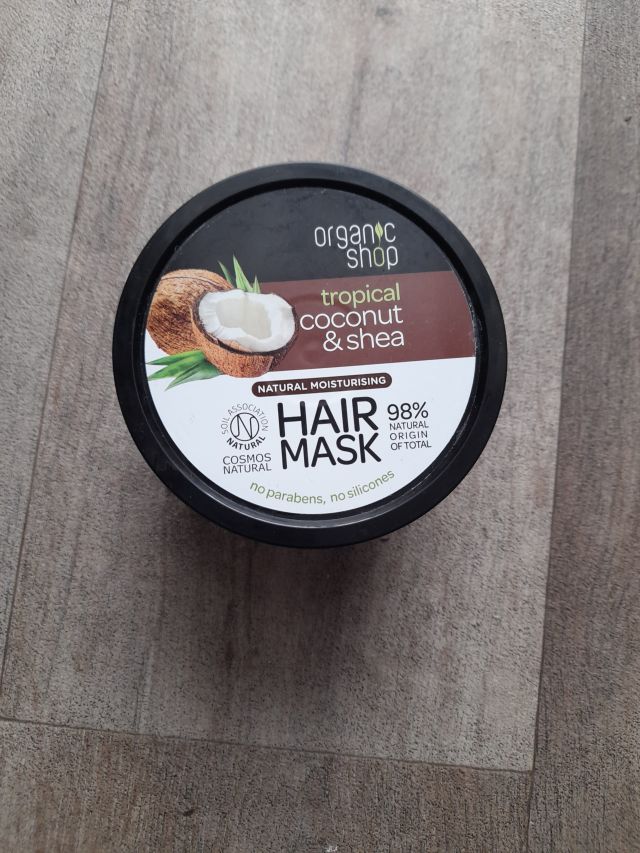 organic
shop
tropical
coconut
& shea
NATURAL MOISTURISING
HAIR
MASK
98%
NATURAL
ORIGIN
OF TOTAL
SOIL ASSOCIATION
N
NATURAL
COSMOS
NATURAL
no parabens, no silicones